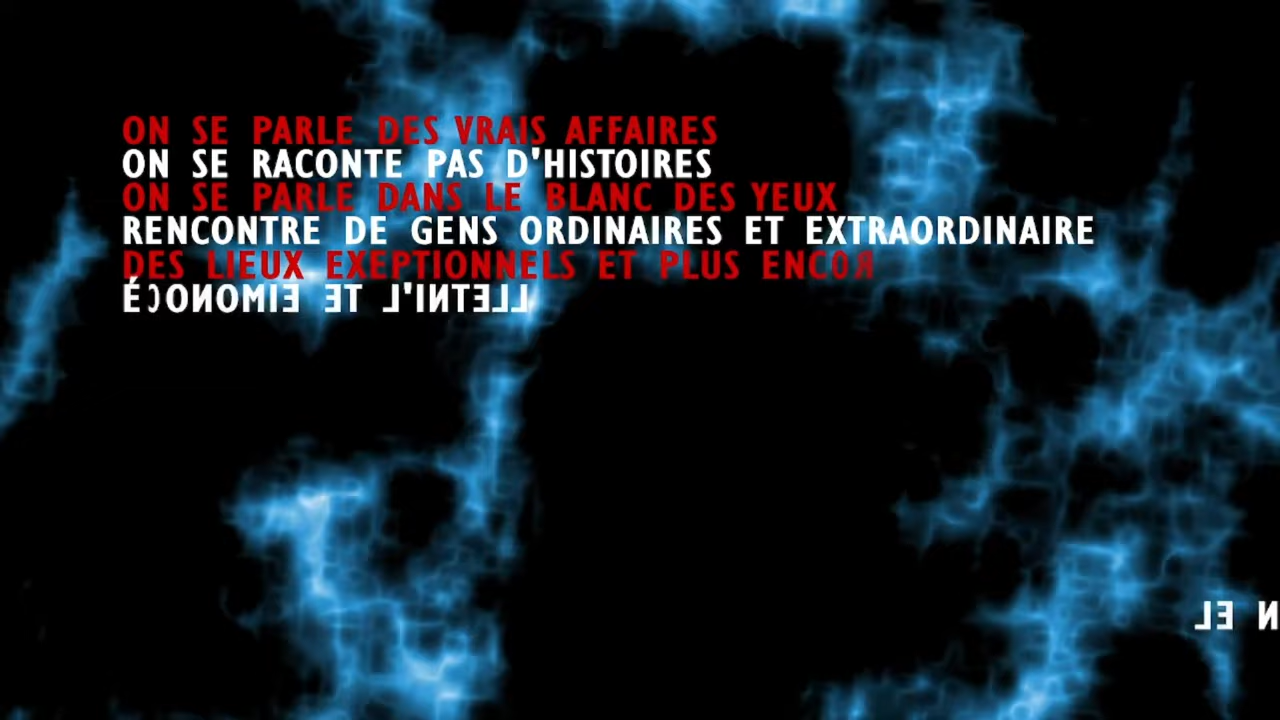 ON SE PARLE DES VRAIS AFFAIRES
ON SE RACONTE PAS D'HISTOIRES
ON SE PARLE DANS LE BLANC DES YEUX
RENCONTRE DE GENS ORDINAIRES ET EXTRAORDINAIRE
DES LIEUX EXEPTIONNELS ET PLUS ENCOR
ÉCONOMIE ET L'INTELL